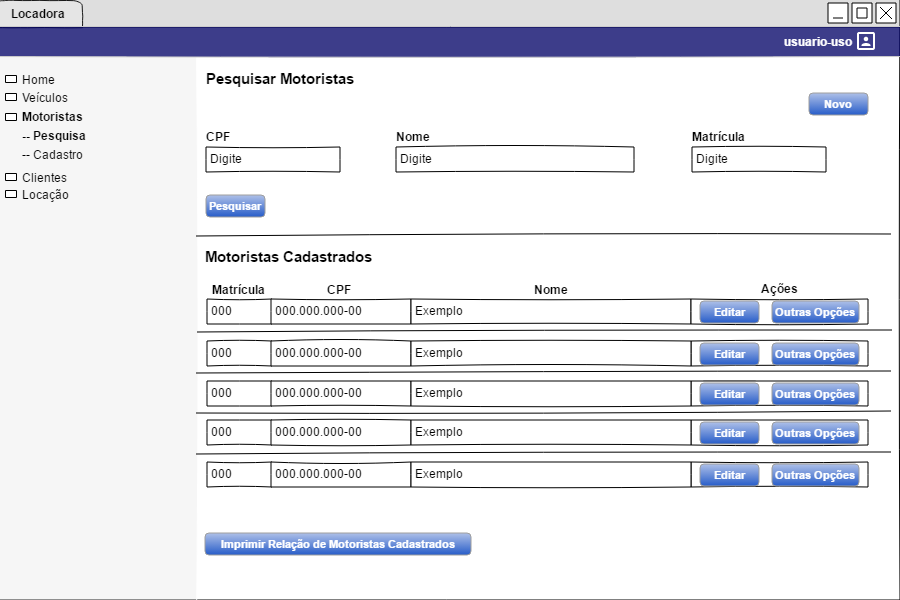 Locadora
usuario-uso
Home
Veículos
Motoristas
-- Pesquisa
-- Cadastro
Clientes
Locação
Pesquisar Motoristas
Novo
CPF Nome Matrícula
Digite Digite Digite
Pesquisar
Motoristas Cadastrados
Matrícula CPF Nome Ações
000 000.000.000-00 Exemplo Editar Outras Opções
000 000.000.000-00 Exemplo Editar Outras Opções
000 000.000.000-00 Exemplo Editar Outras Opções
000 000.000.000-00 Exemplo Editar Outras Opções
000 000.000.000-00 Exemplo Editar Outras Opções
Imprimir Relação de Motoristas Cadastrados